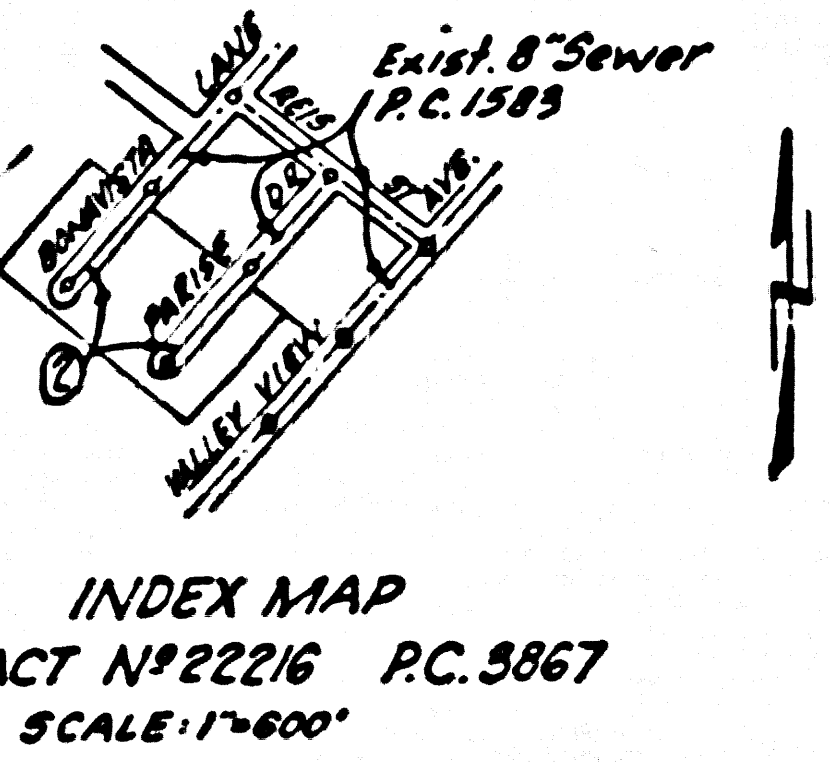 Exist. 8" Sewer
P.C. 1583
LANE
REIS
ST
BONAVISTA
DR
AVE.
PARISE
VALLEY VIEW
2
INDEX MAP
ACT Nº 22216 P.C. 3867
SCALE: 1"=600'